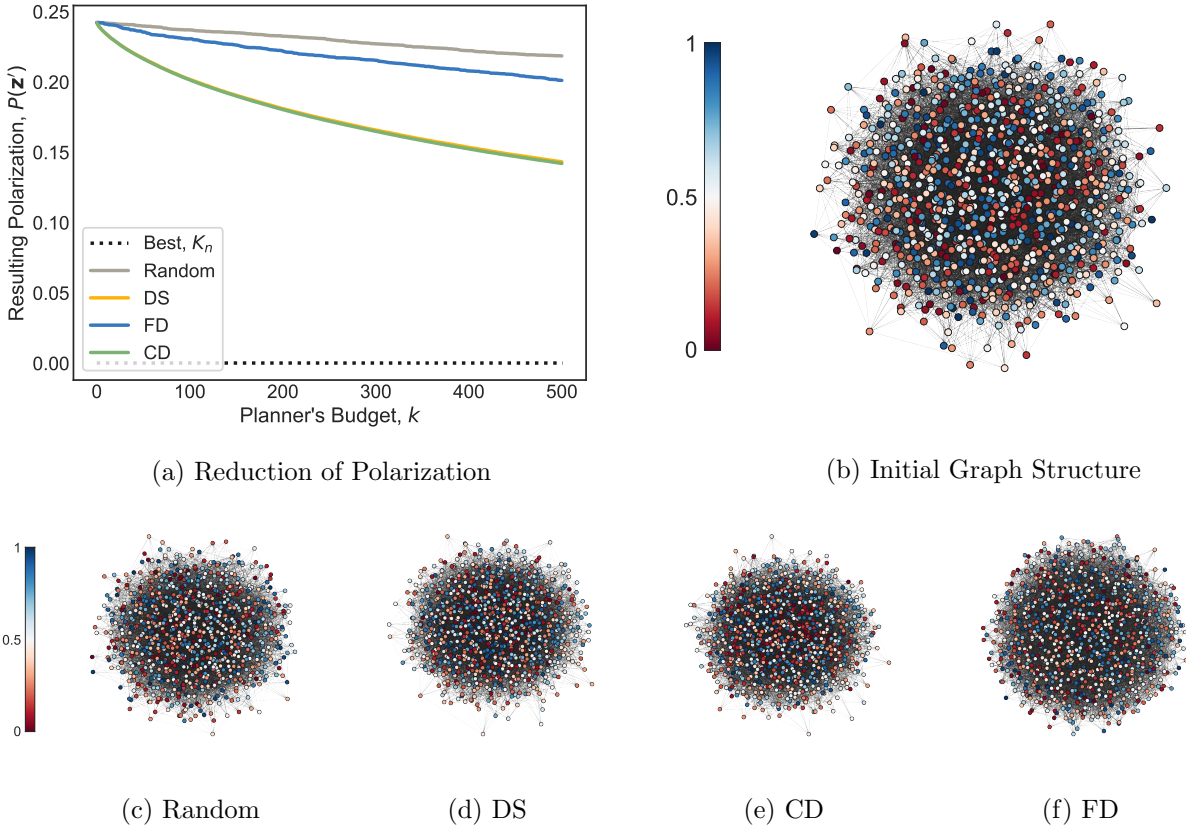 0.25
0.20
0.15
0.10
0.05
0.00
Resulting Polarization, P(z′)
Best, Kn
Random
DS
FD
CD
0 100 200 300 400 500
Planner's Budget, k
(a) Reduction of Polarization
1
0.5
0
(b) Initial Graph Structure
1
0.5
0
(c) Random
(d) DS
(e) CD
(f) FD